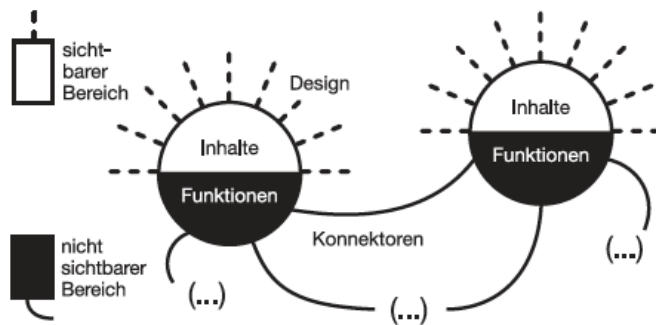 sicht-
barer
Bereich
Design
Inhalte
Funktionen
Inhalte
Funktionen
Konnektoren
nicht
sichtbarer
Bereich
(...)
(...)
(...)